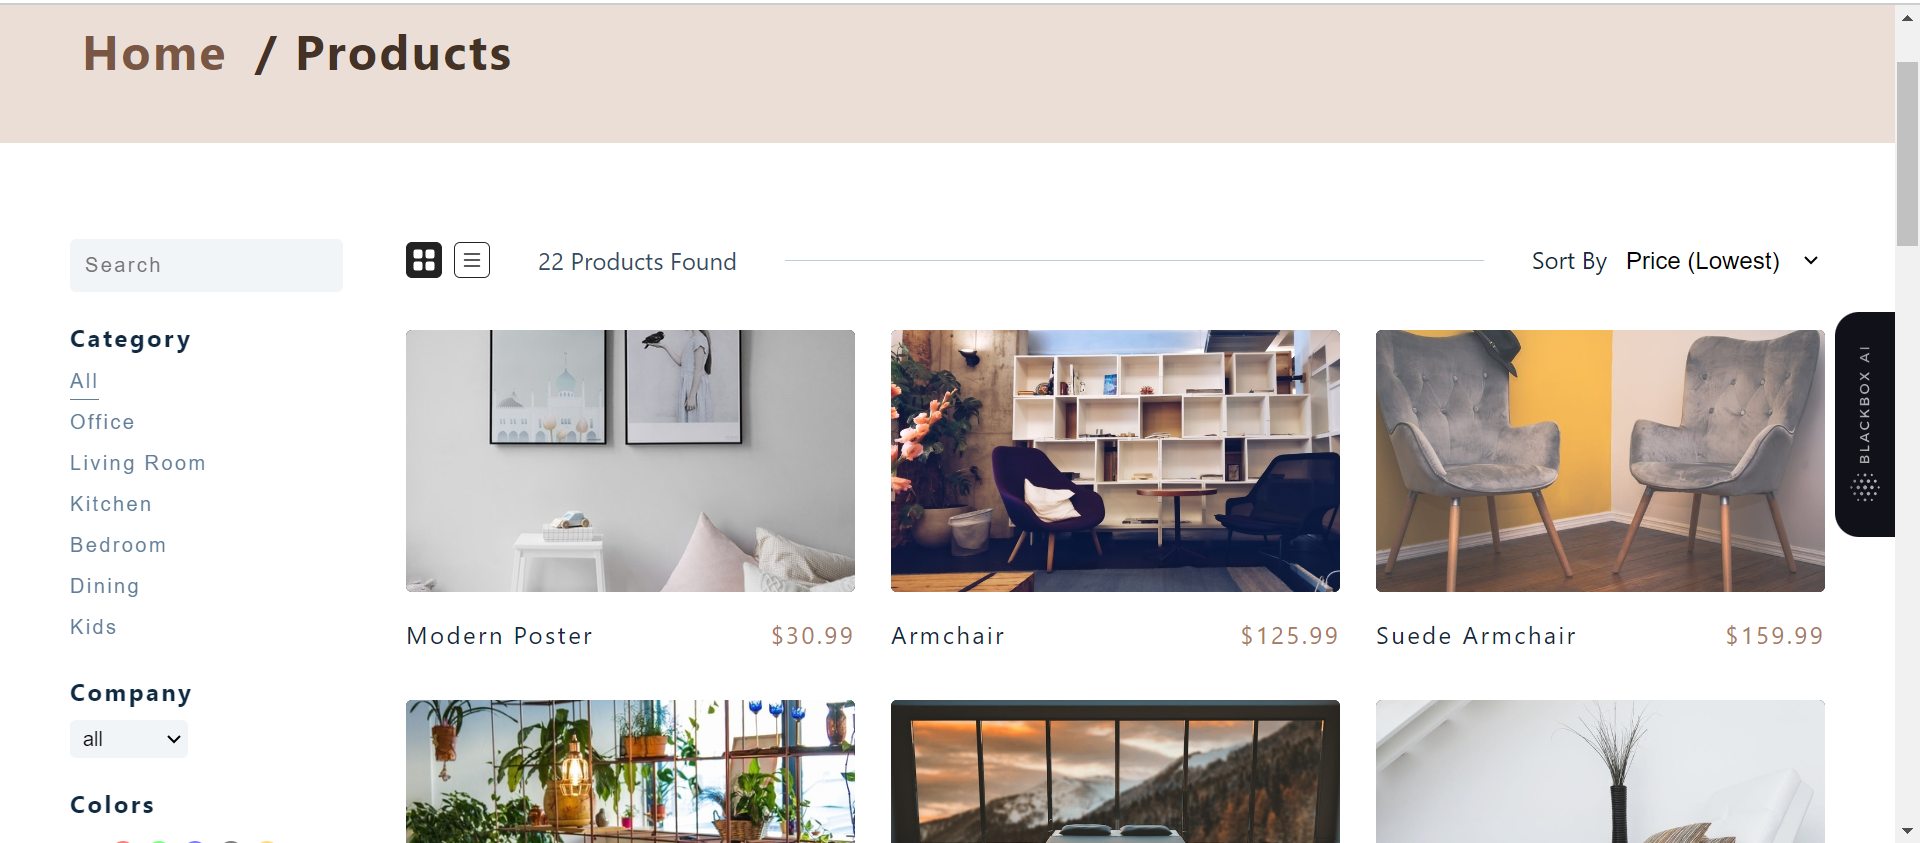 Home / Products
Search
22 Products Found
Sort By Price (Lowest)
Category
All
Office
Living Room
Kitchen
Bedroom
Dining
Kids
Company
all
Colors
Modern Poster $30.99
Armchair $125.99
Suede Armchair $159.99
BLACKBOX AI